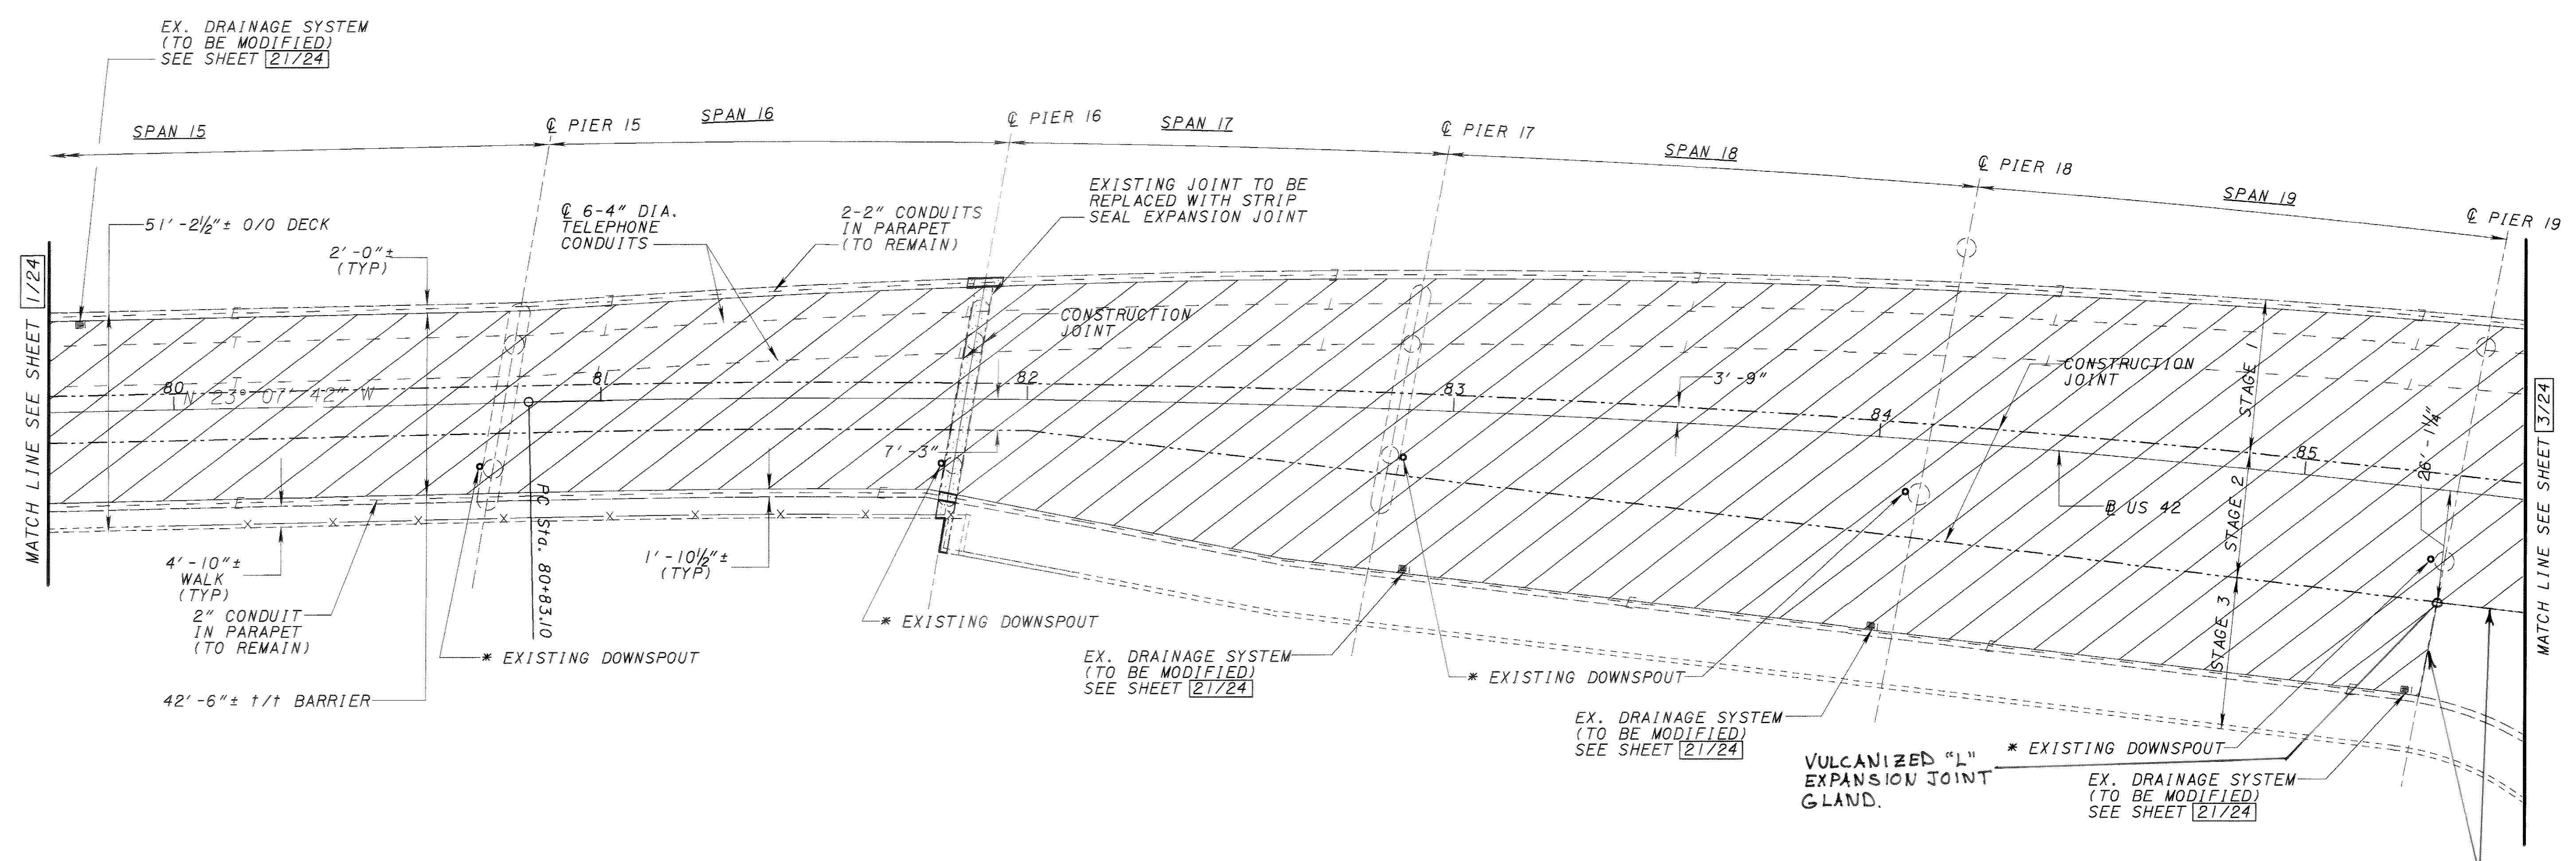 EX. DRAINAGE SYSTEM
(TO BE MODIFIED)
SEE SHEET 21/24
SPAN 15
℄ PIER 15
SPAN 16
℄ PIER 16
SPAN 17
℄ PIER 17
SPAN 18
℄ PIER 18
SPAN 19
℄ PIER 19
51'-2½"± O/O DECK
2'-0"±
(TYP)
℄ 6-4" DIA.
TELEPHONE
CONDUITS
2-2" CONDUITS
IN PARAPET
(TO REMAIN)
EXISTING JOINT TO BE
REPLACED WITH STRIP
SEAL EXPANSION JOINT
MATCH LINE SEE SHEET 1/24
CONSTRUCTION
JOINT
80
N 23° 07' 42" W
81
82
83
84
85
3'-9"
7'-3"
CONSTRUCTION
JOINT
STAGE 1
STAGE 2
STAGE 3
26'-1¼"
MATCH LINE SEE SHEET 3/24
℄ US 42
PC Sta. 80+83.10
4'-10"±
WALK
(TYP)
1'-10½"±
(TYP)
2" CONDUIT
IN PARAPET
(TO REMAIN)
* EXISTING DOWNSPOUT
* EXISTING DOWNSPOUT
42'-6"± t/t BARRIER
EX. DRAINAGE SYSTEM
(TO BE MODIFIED)
SEE SHEET 21/24
* EXISTING DOWNSPOUT
EX. DRAINAGE SYSTEM
(TO BE MODIFIED)
SEE SHEET 21/24
VULCANIZED "L"
EXPANSION JOINT
GLAND.
* EXISTING DOWNSPOUT
EX. DRAINAGE SYSTEM
(TO BE MODIFIED)
SEE SHEET 21/24